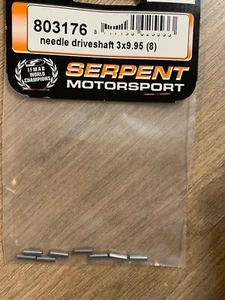 803176
needle driveshaft 3x9.95 (8)
IFMAR
WORLD
CHAMPIONS
SERPENT
MOTORSPORT